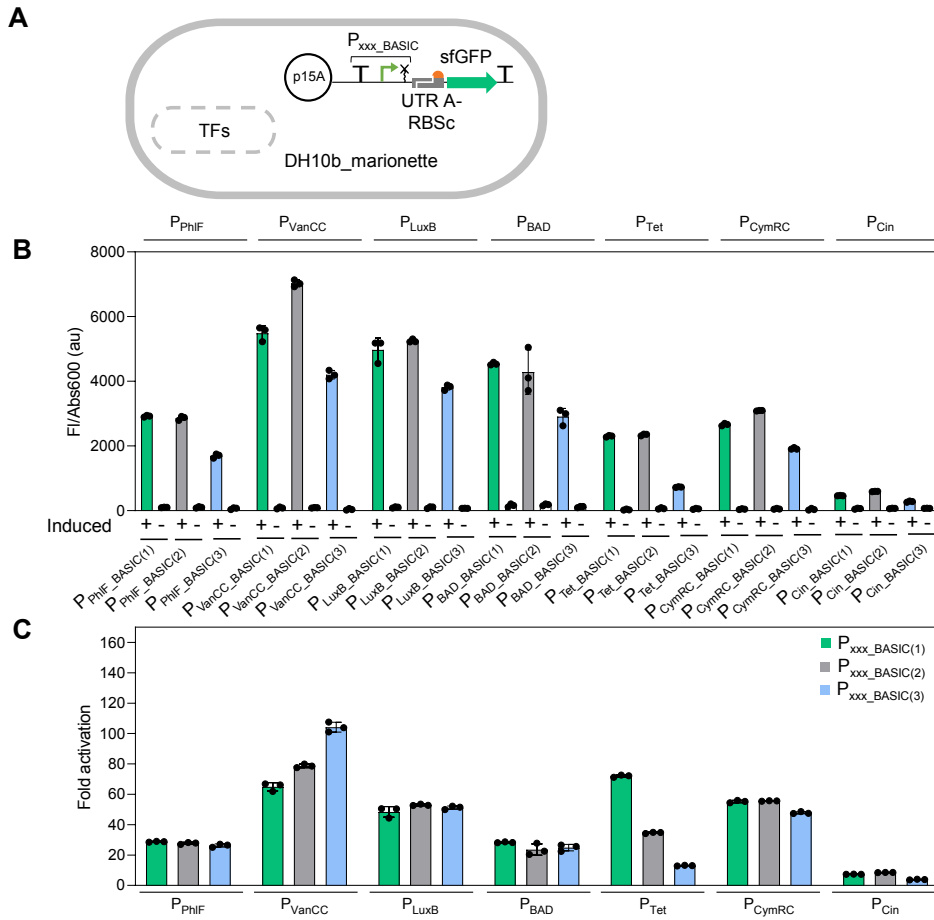 A
Pxxx_BASIC
sfGFP
p15A
UTR A-
RBSc
TFs
DH10b_marionette
PPhlF PVanCC PLuxB PBAD PTet PCymRC PCin
B
8000
6000
4000
2000
0
FI/Abs600 (au)
Induced + - + - + - + - + - + - + - + - + - + - + - + - + - + - + - + - + - + - + - + - + -
PPhlF_BASIC(1) PPhlF_BASIC(2) PPhlF_BASIC(3) PVanCC_BASIC(1) PVanCC_BASIC(2) PVanCC_BASIC(3) PLuxB_BASIC(1) PLuxB_BASIC(2) PLuxB_BASIC(3) PBAD_BASIC(1) PBAD_BASIC(2) PBAD_BASIC(3) PTet_BASIC(1) PTet_BASIC(2) PTet_BASIC(3) PCymRC_BASIC(1) PCymRC_BASIC(2) PCymRC_BASIC(3) PCin_BASIC(1) PCin_BASIC(2) PCin_BASIC(3)
C
160
140
120
100
80
60
40
20
0
Fold activation
Pxxx_BASIC(1)
Pxxx_BASIC(2)
Pxxx_BASIC(3)
PPhlF PVanCC PLuxB PBAD PTet PCymRC PCin